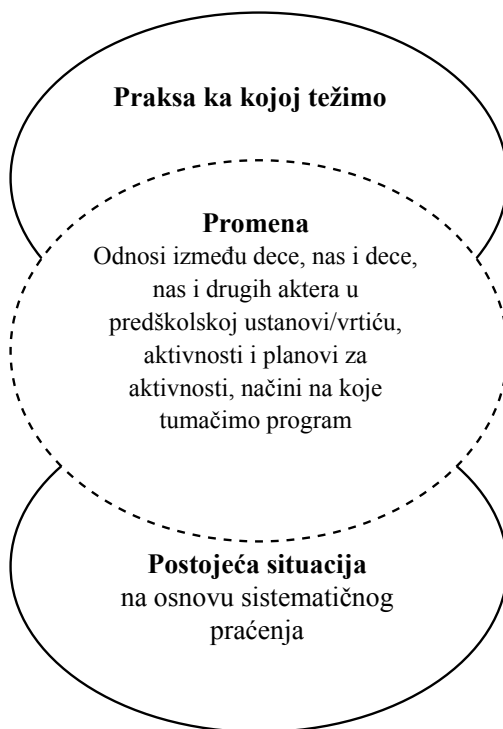 Praksa ka kojoj težimo
Promena
Odnosi između dece, nas i dece,
nas i drugih aktera u
predškolskoj ustanovi/vrtiću,
aktivnosti i planovi za
aktivnosti, načini na koje
tumačimo program
Postojeća situacija
na osnovu sistematičnog
praćenja